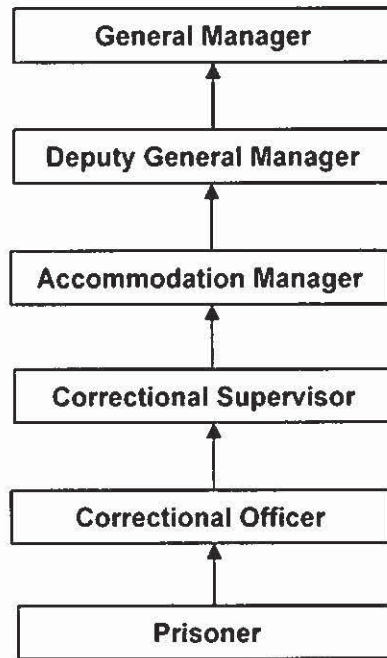 General Manager
Deputy General Manager
Accommodation Manager
Correctional Supervisor
Correctional Officer
Prisoner